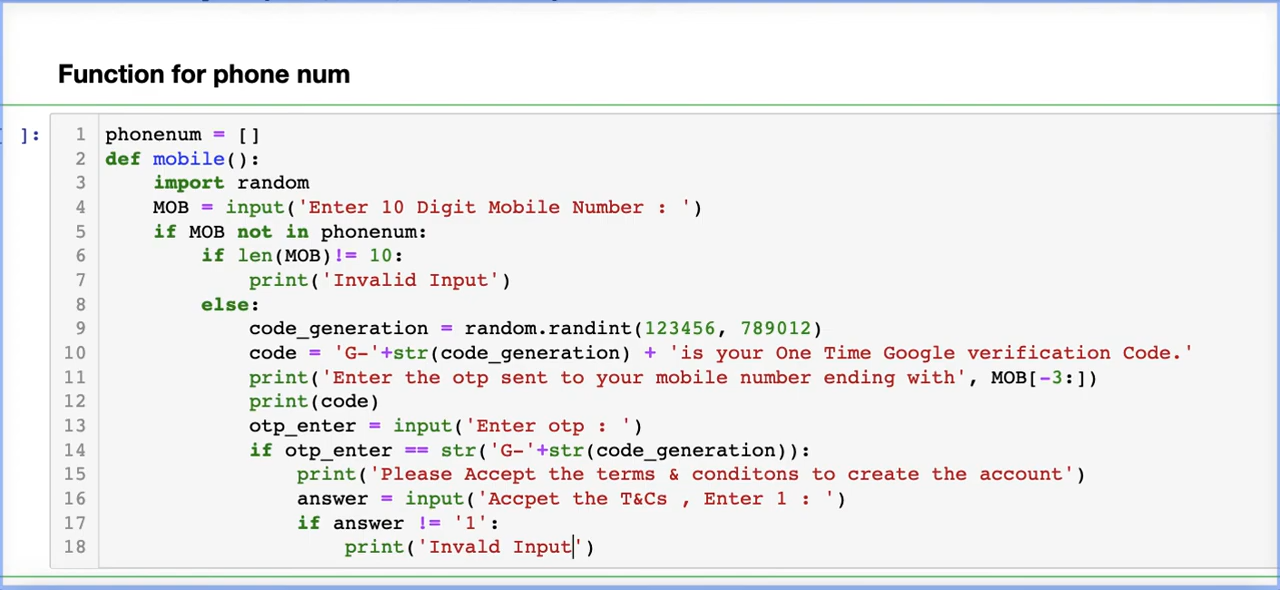 Function for phone num
]:
1 phonenum = []
2 def mobile():
3     import random
4     MOB = input('Enter 10 Digit Mobile Number : ')
5     if MOB not in phonenum:
6         if len(MOB)!= 10:
7             print('Invalid Input')
8         else:
9             code_generation = random.randint(123456, 789012)
10             code = 'G-'+str(code_generation) + 'is your One Time Google verification Code.'
11             print('Enter the otp sent to your mobile number ending with', MOB[-3:])
12             print(code)
13             otp_enter = input('Enter otp : ')
14             if otp_enter == str('G-'+str(code_generation)):
15                 print('Please Accept the terms & conditons to create the account')
16                 answer = input('Accpet the T&Cs , Enter 1 : ')
17                 if answer != '1':
18                     print('Invald Input')